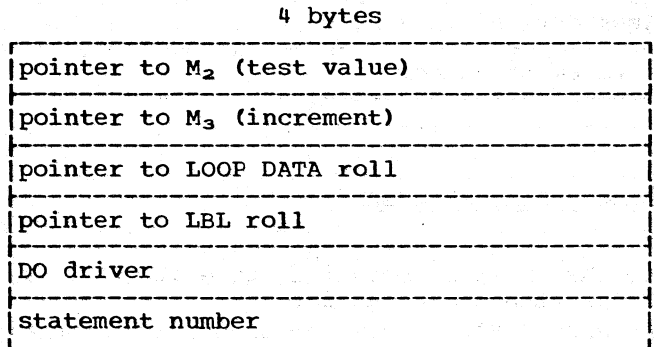 4 bytes
pointer to M₂ (test value)
pointer to M₃ (increment)
pointer to LOOP DATA roll
pointer to LBL roll
DO driver
statement number